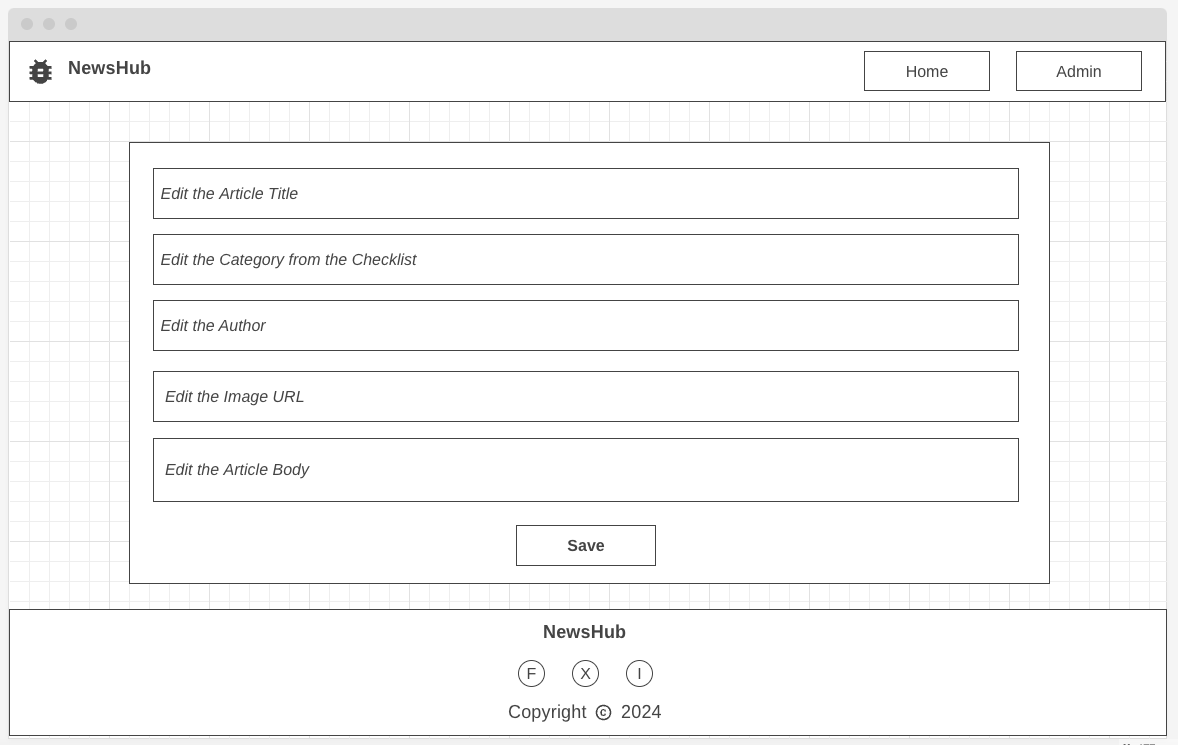 NewsHub
Home
Admin
Edit the Article Title
Edit the Category from the Checklist
Edit the Author
Edit the Image URL
Edit the Article Body
Save
NewsHub
F X I
Copyright © 2024